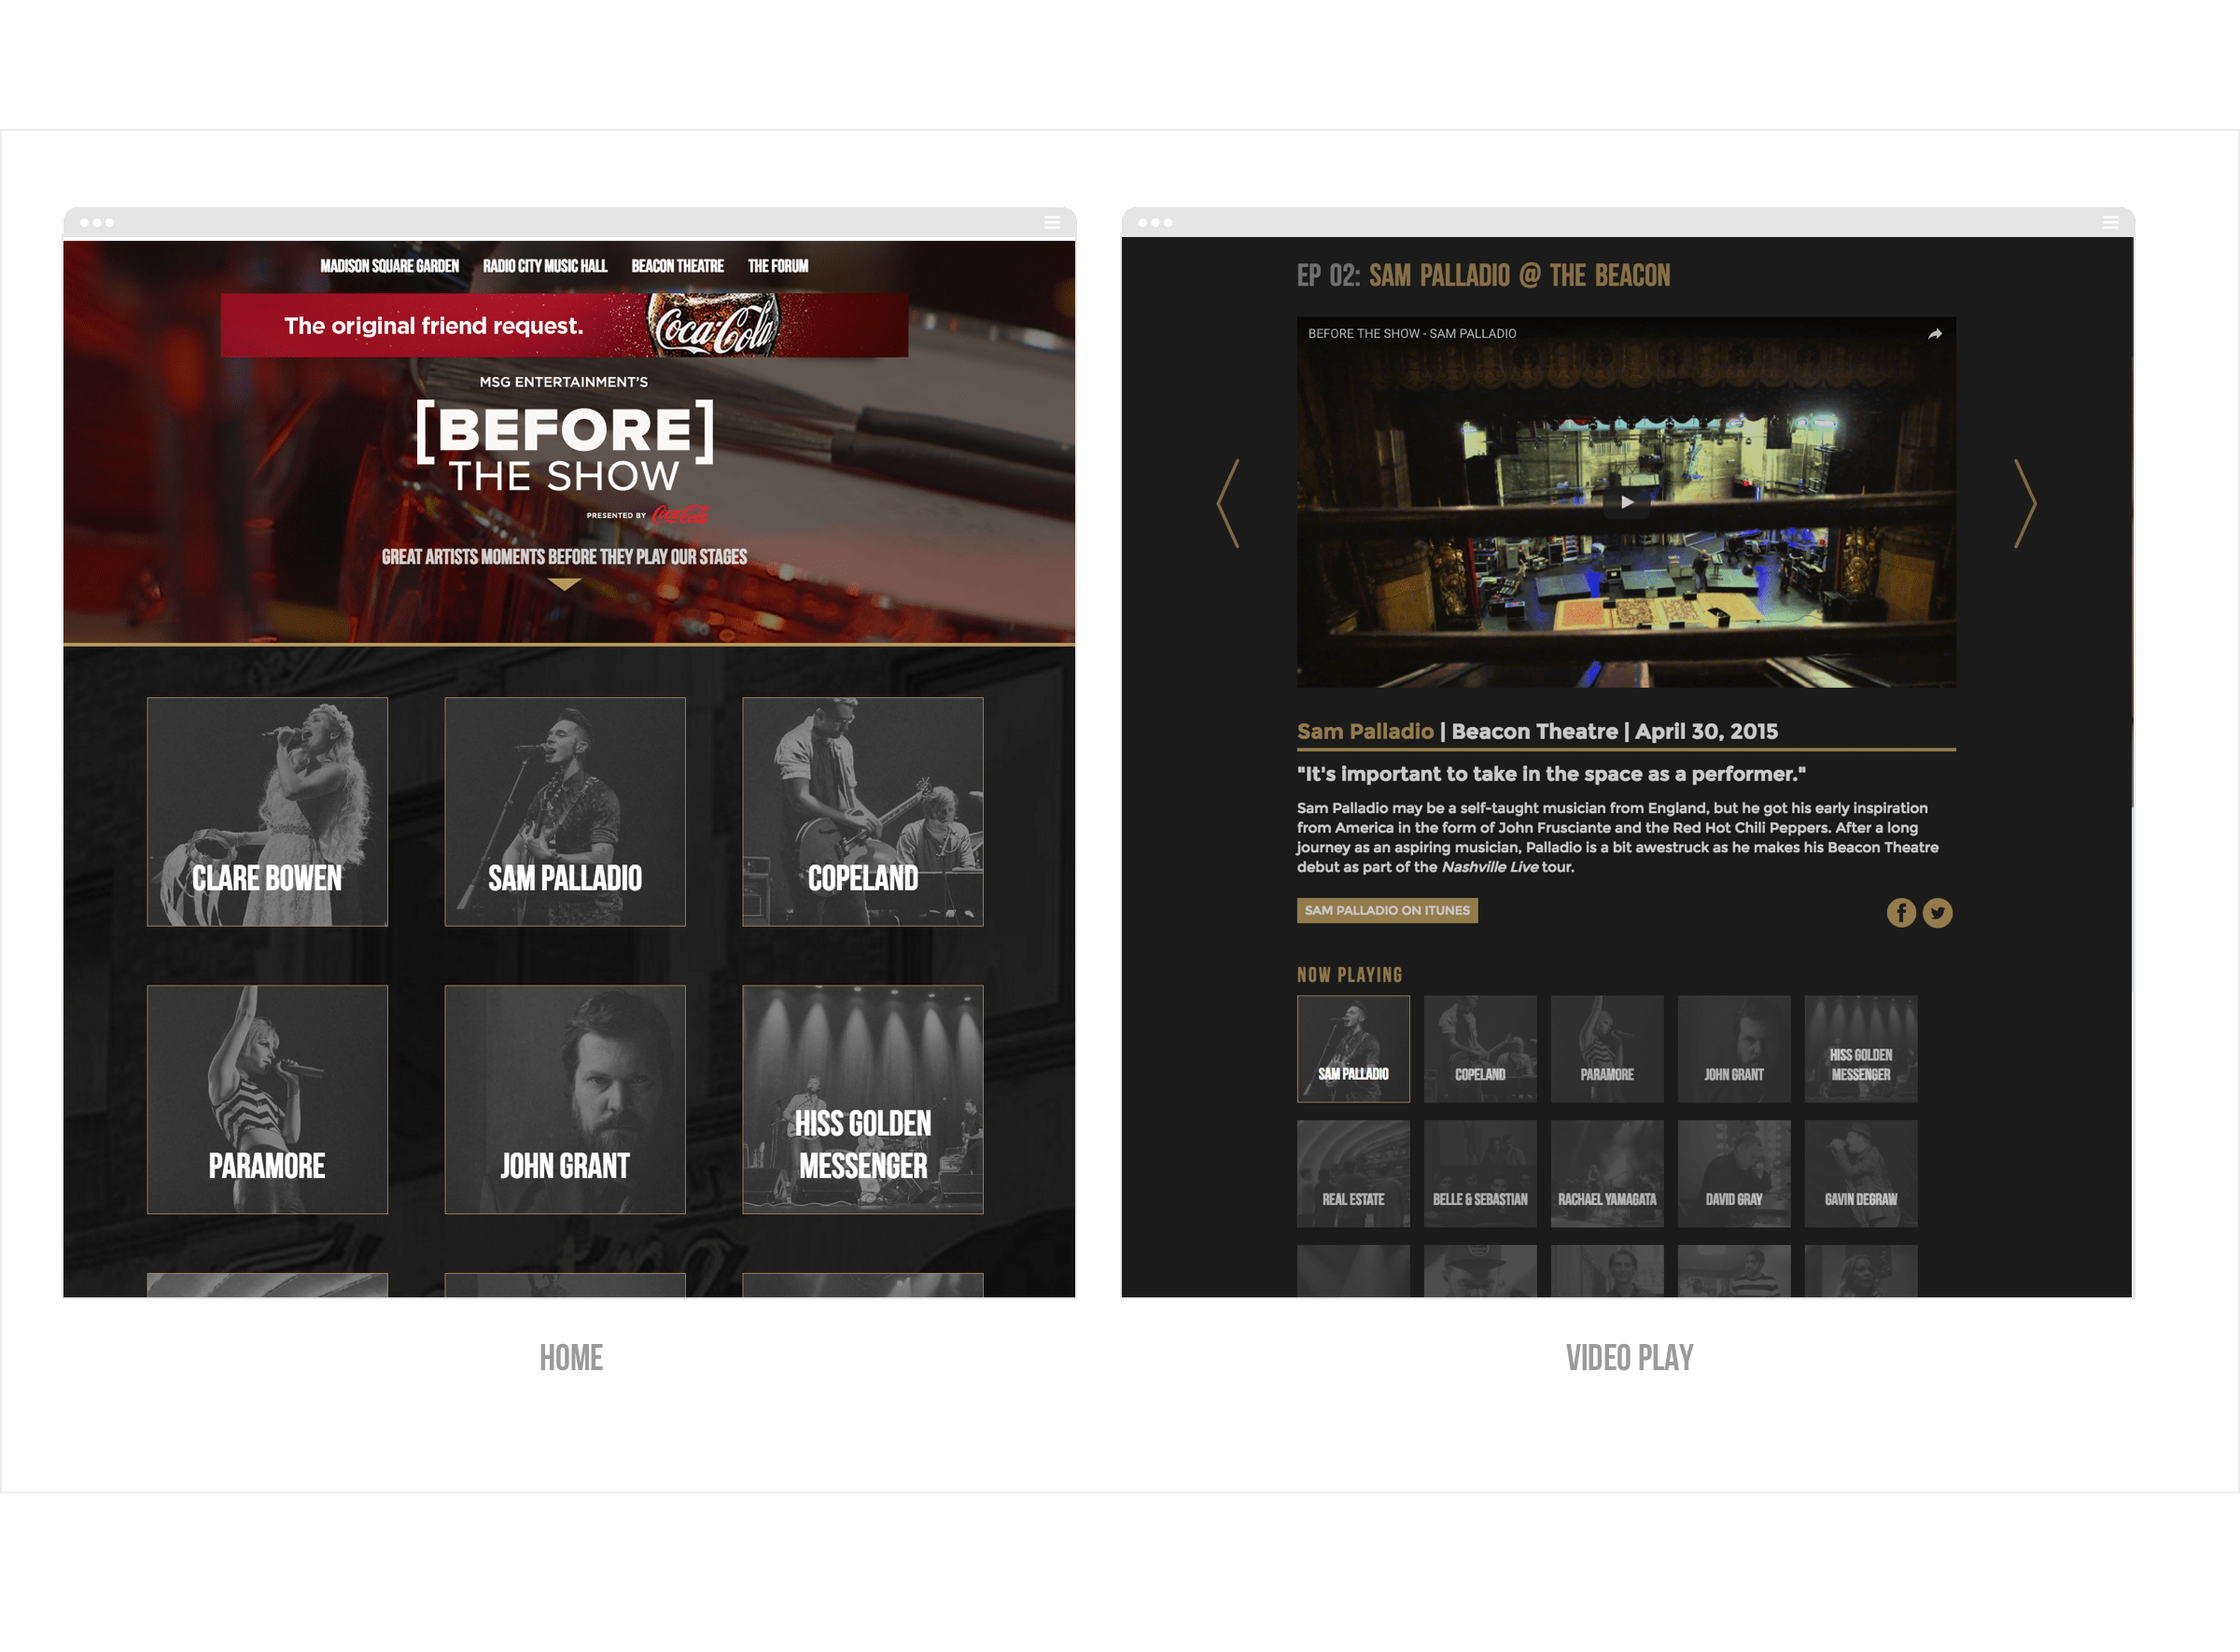 MADISON SQUARE GARDEN RADIO CITY MUSIC HALL BEACON THEATRE THE FORUM
The original friend request.
Coca-Cola
MSG ENTERTAINMENT'S
[BEFORE]
THE SHOW
PRESENTED BY Coca-Cola
GREAT ARTISTS MOMENTS BEFORE THEY PLAY OUR STAGES
CLARE BOWEN
SAM PALLADIO
COPELAND
PARAMORE
JOHN GRANT
HISS GOLDEN
MESSENGER
HOME
EP 02: SAM PALLADIO @ THE BEACON
BEFORE THE SHOW - SAM PALLADIO
Sam Palladio | Beacon Theatre | April 30, 2015
"It's important to take in the space as a performer."
Sam Palladio may be a self-taught musician from England, but he got his early inspiration
from America in the form of John Frusciante and the Red Hot Chili Peppers. After a long
journey as an aspiring musician, Palladio is a bit awestruck as he makes his Beacon Theatre
debut as part of the Nashville Live tour.
SAM PALLADIO ON ITUNES
NOW PLAYING
SAM PALLADIO
COPELAND
PARAMORE
JOHN GRANT
HISS GOLDEN
MESSENGER
REAL ESTATE
BELLE & SEBASTIAN
RACHAEL YAMAGATA
DAVID GRAY
GAVIN DEGRAW
VIDEO PLAY